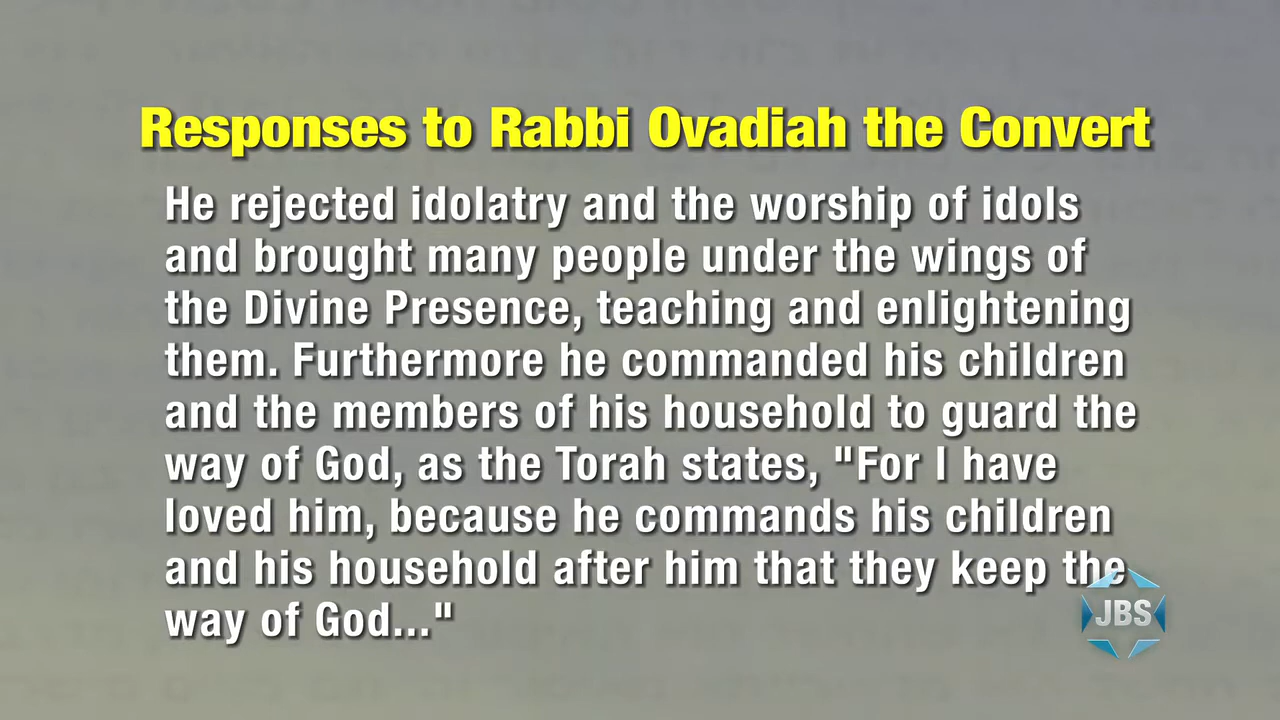 Responses to Rabbi Ovadiah the Convert
He rejected idolatry and the worship of idols
and brought many people under the wings of
the Divine Presence, teaching and enlightening
them. Furthermore he commanded his children
and the members of his household to guard the
way of God, as the Torah states, "For I have
loved him, because he commands his children
and his household after him that they keep the
way of God..."
JBS